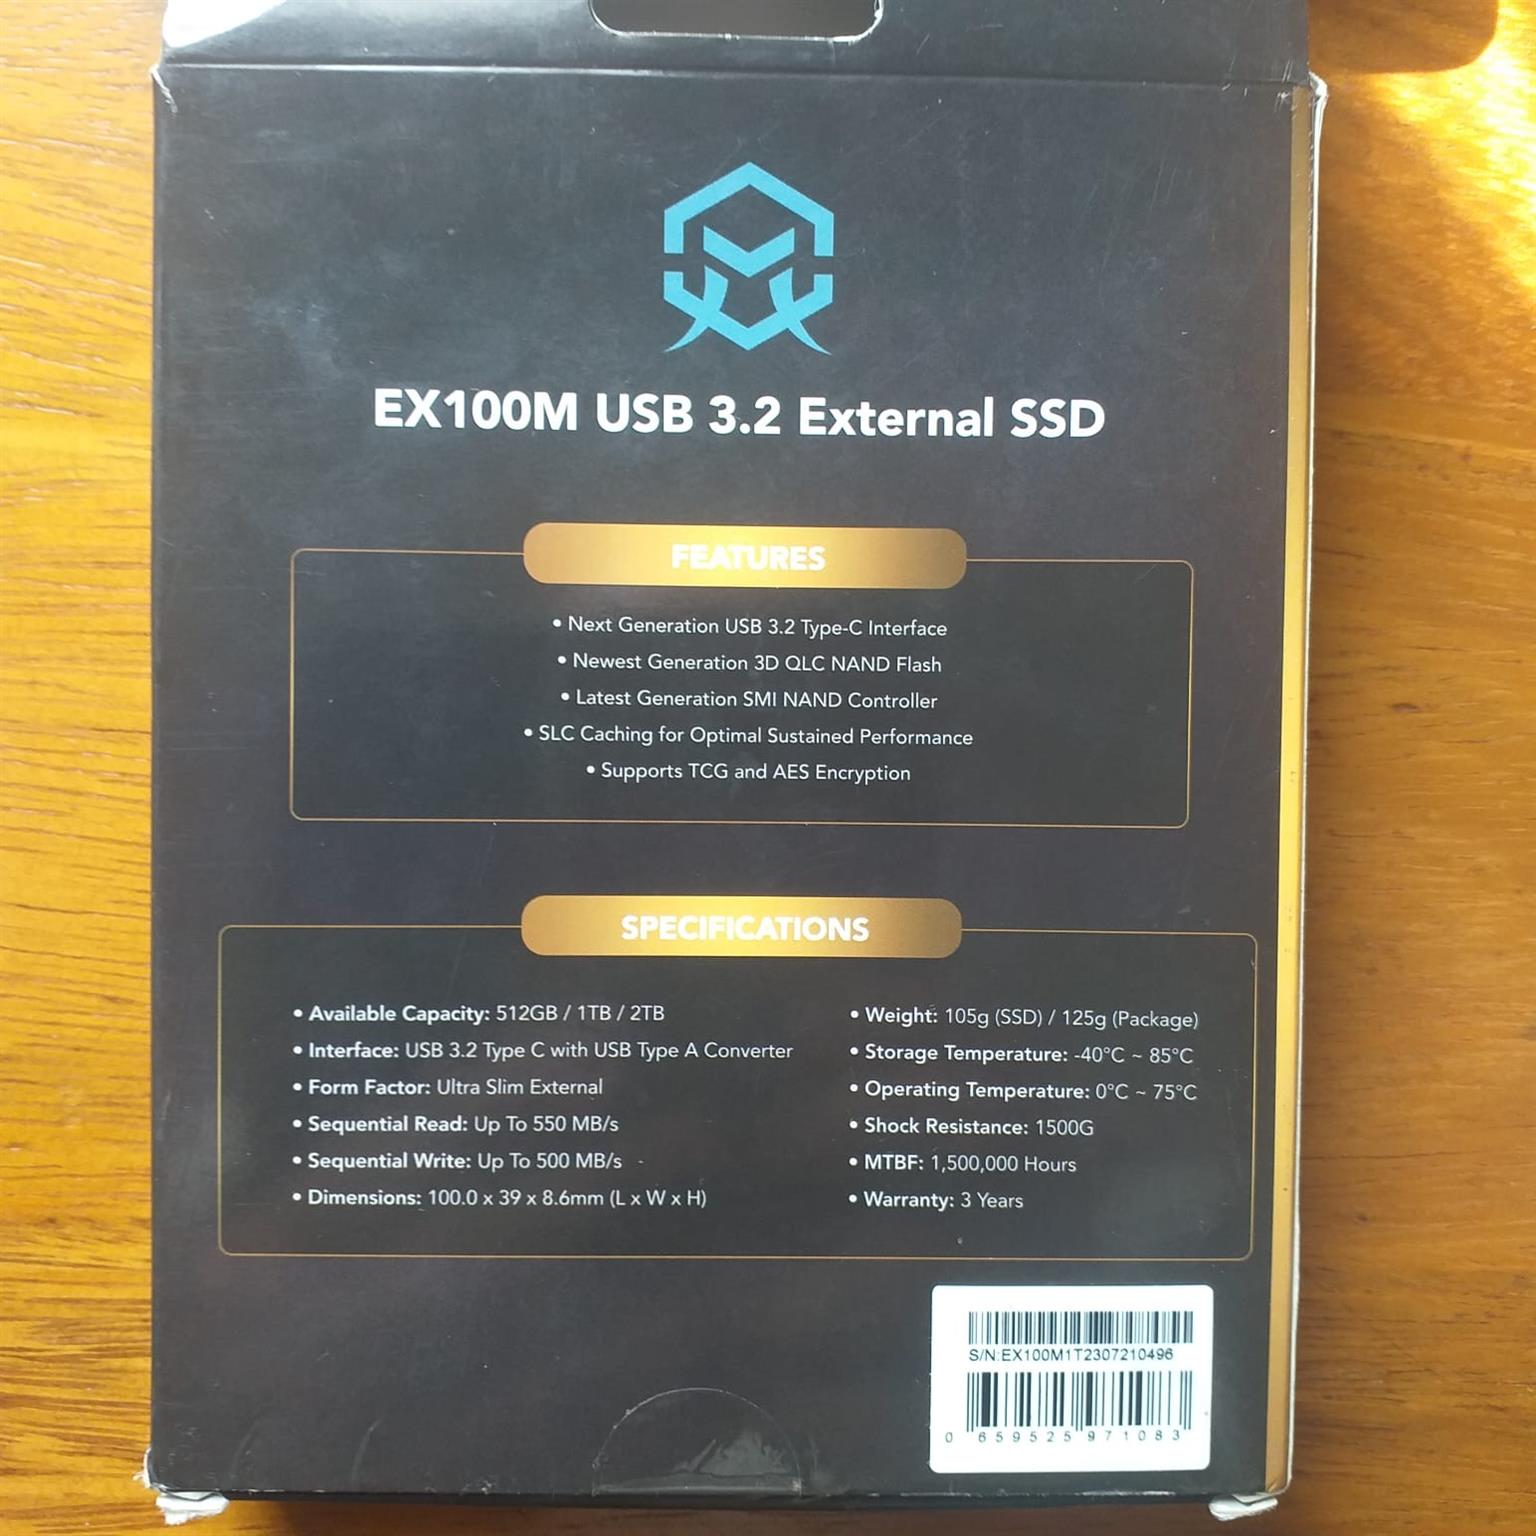 EX100M USB 3.2 External SSD
FEATURES
• Next Generation USB 3.2 Type-C Interface
• Newest Generation 3D QLC NAND Flash
• Latest Generation SMI NAND Controller
• SLC Caching for Optimal Sustained Performance
• Supports TCG and AES Encryption
SPECIFICATIONS
• Available Capacity: 512GB / 1TB / 2TB
• Interface: USB 3.2 Type C with USB Type A Converter
• Form Factor: Ultra Slim External
• Sequential Read: Up To 550 MB/s
• Sequential Write: Up To 500 MB/s
• Dimensions: 100.0 x 39 x 8.6mm (L x W x H)
• Weight: 105g (SSD) / 125g (Package)
• Storage Temperature: -40°C ~ 85°C
• Operating Temperature: 0°C ~ 75°C
• Shock Resistance: 1500G
• MTBF: 1,500,000 Hours
• Warranty: 3 Years
S/N:EX100M1T2307210496
0 659525 971083